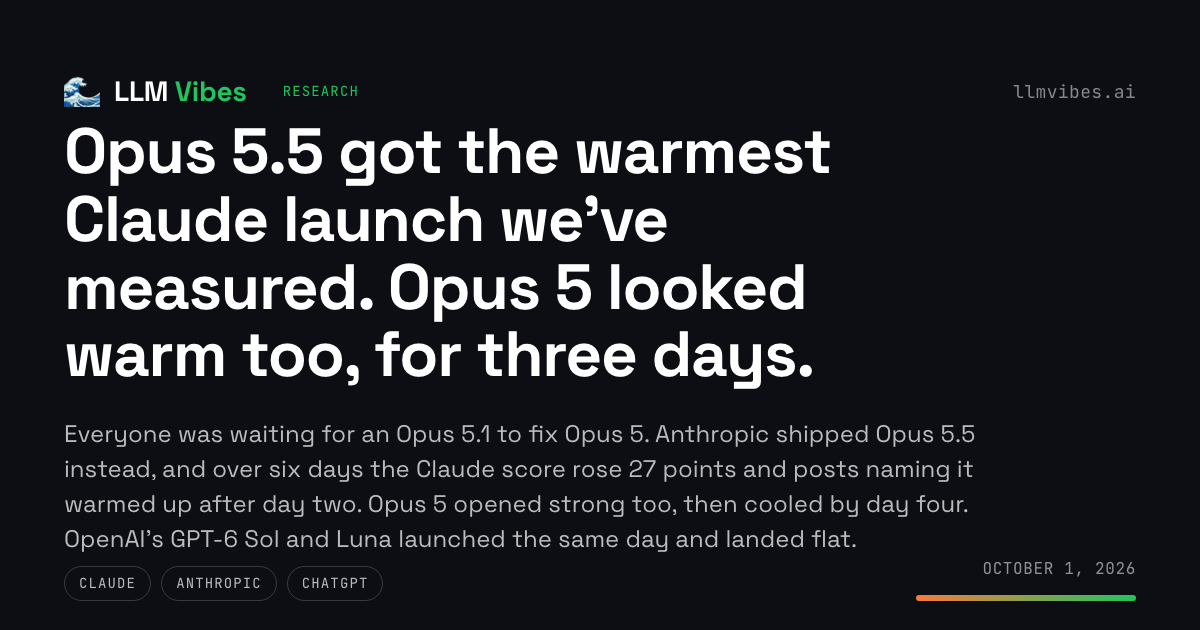 LLM Vibes RESEARCH llmvibes.ai
Opus 5.5 got the warmest
Claude launch we’ve
measured. Opus 5 looked
warm too, for three days.
Everyone was waiting for an Opus 5.1 to fix Opus 5. Anthropic shipped Opus 5.5
instead, and over six days the Claude score rose 27 points and posts naming it
warmed up after day two. Opus 5 opened strong too, then cooled by day four.
OpenAI’s GPT-6 Sol and Luna launched the same day and landed flat.
CLAUDE ANTHROPIC CHATGPT
OCTOBER 1, 2026